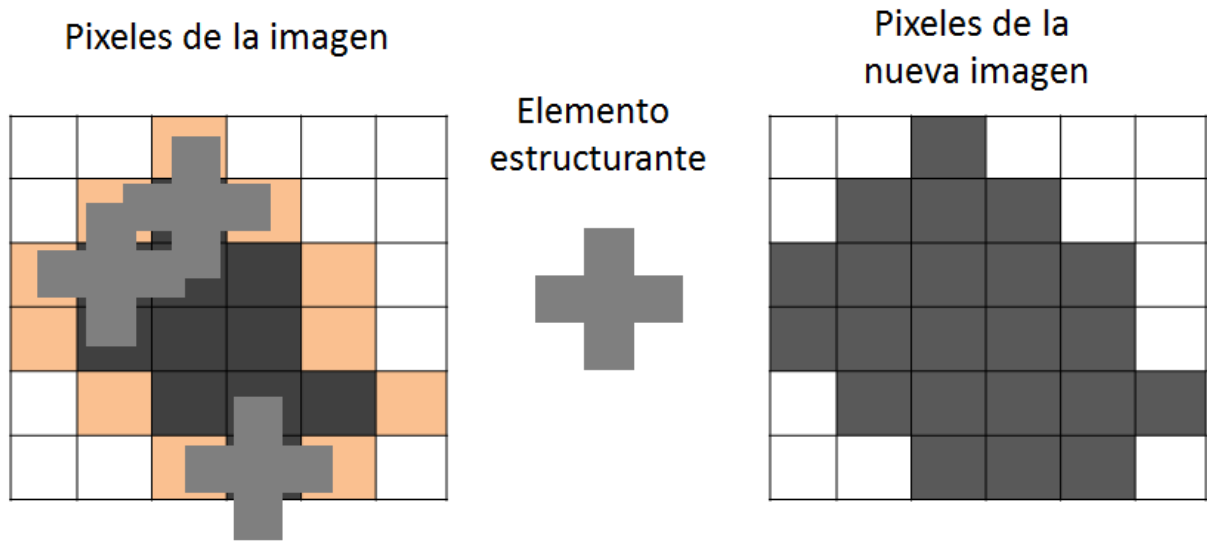 Pixeles de la imagen
Elemento
estructurante
Pixeles de la
nueva imagen